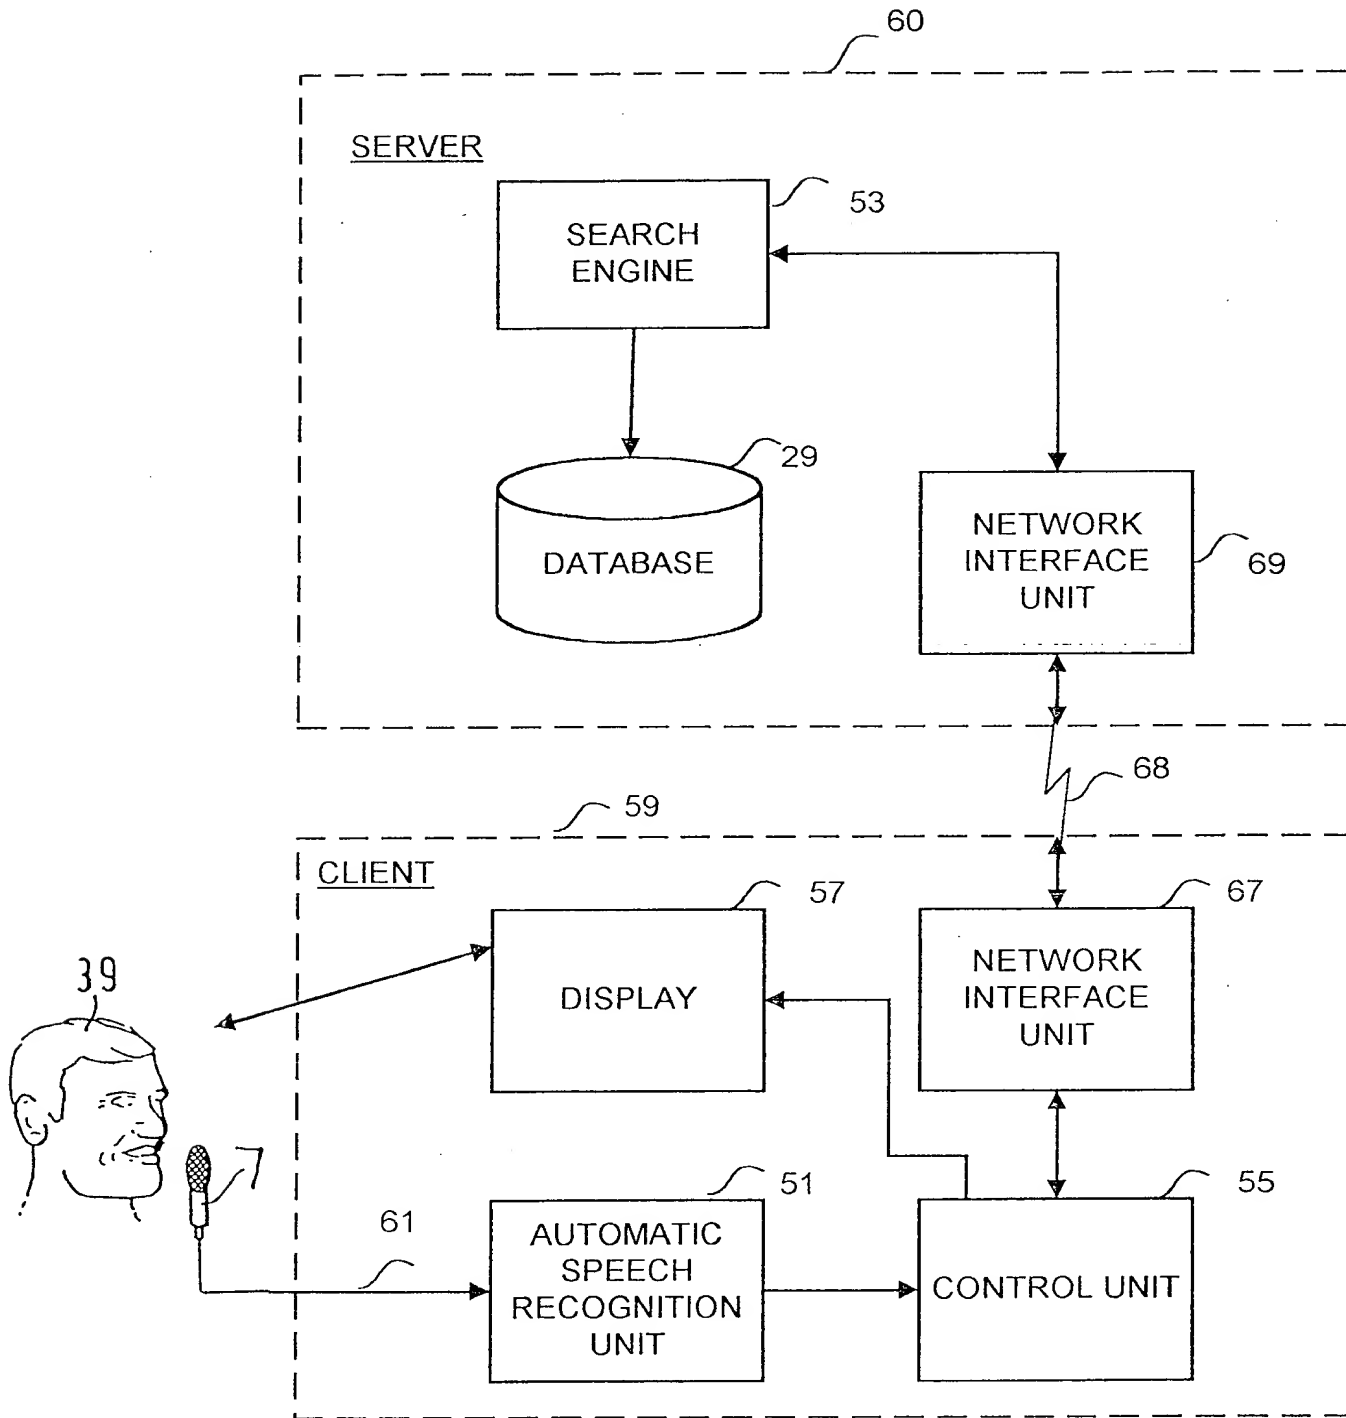 60
SERVER
53
SEARCH
ENGINE
29
DATABASE
NETWORK
INTERFACE
UNIT
69
68
59
CLIENT
57
67
DISPLAY
NETWORK
INTERFACE
UNIT
39
7
61
51
55
AUTOMATIC
SPEECH
RECOGNITION
UNIT
CONTROL UNIT